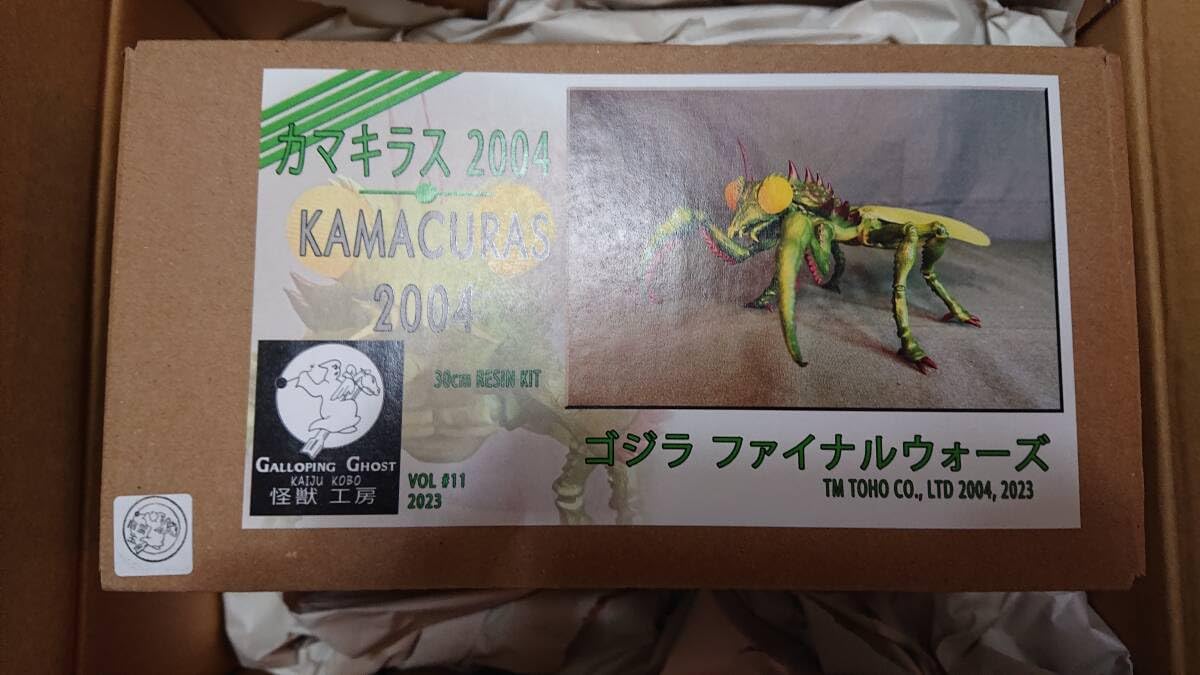 カマキラス 2004
KAMACURAS
2004
30cm RESIN KIT
GALLOPING GHOST
KAIJU KOBO
怪獣 工房
VOL #11
2023
ゴジラ ファイナルウォーズ
TM TOHO CO., LTD 2004, 2023